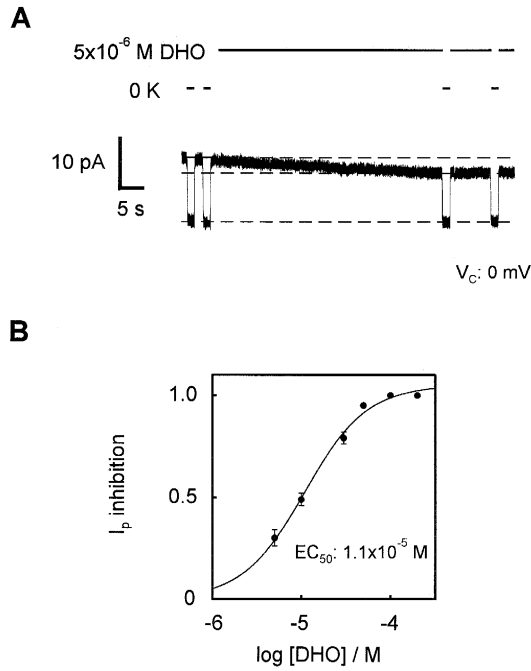 A
5x10⁻⁶ M DHO
0 K
10 pA
5 s
V_C: 0 mV
B
1.0
0.5
0
I_p inhibition
EC₅₀: 1.1x10⁻⁵ M
-6 -5 -4
log [DHO] / M